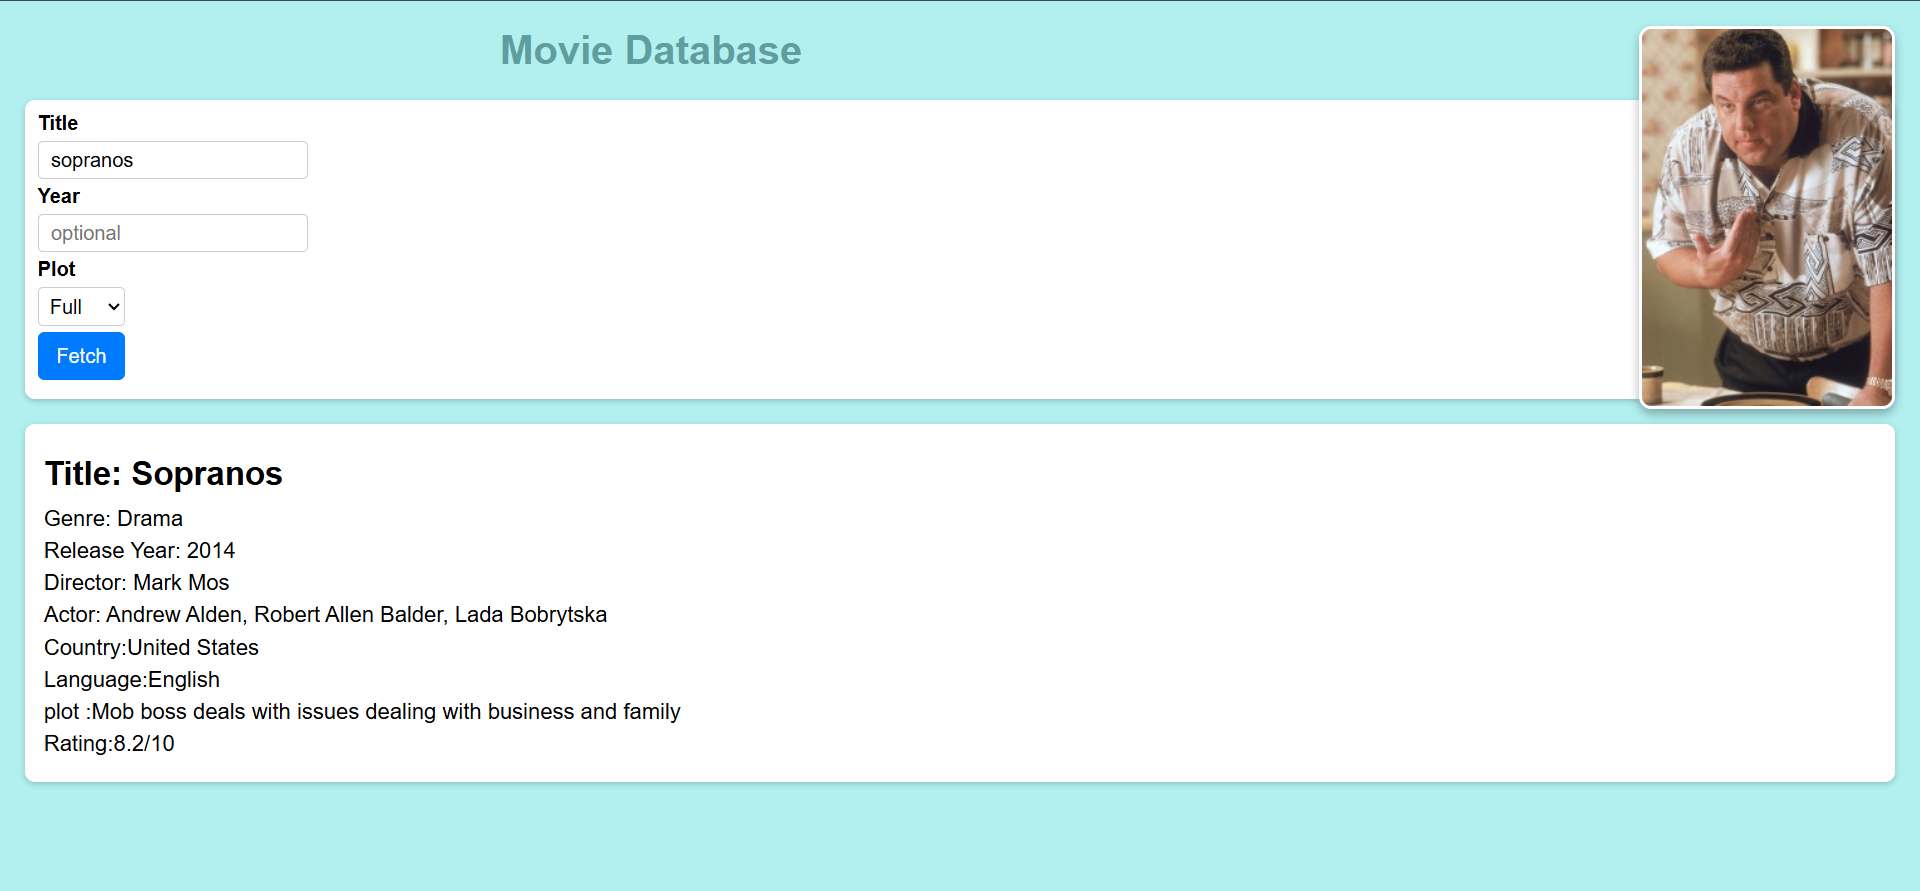 Movie Database
Title
sopranos
Year
optional
Plot
Full
Fetch
Title: Sopranos
Genre: Drama
Release Year: 2014
Director: Mark Mos
Actor: Andrew Alden, Robert Allen Balder, Lada Bobrytska
Country:United States
Language:English
plot :Mob boss deals with issues dealing with business and family
Rating:8.2/10